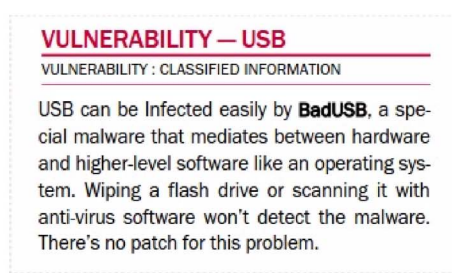 VULNERABILITY — USB
VULNERABILITY : CLASSIFIED INFORMATION
USB can be Infected easily by BadUSB, a spe-
cial malware that mediates between hardware
and higher-level software like an operating sys-
tem. Wiping a flash drive or scanning it with
anti-virus software won't detect the malware.
There's no patch for this problem.